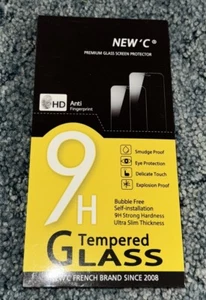 NEW'C®
PREMIUM GLASS SCREEN PROTECTOR
HD
Anti
Fingerprint
Smudge Proof
Eye Protection
Delicate Touch
Explosion Proof
9H
Bubble Free
Self-installation
9H Strong Hardness
Ultra Slim Thickness
Tempered
GLASS
NEW'C FRENCH BRAND SINCE 2008